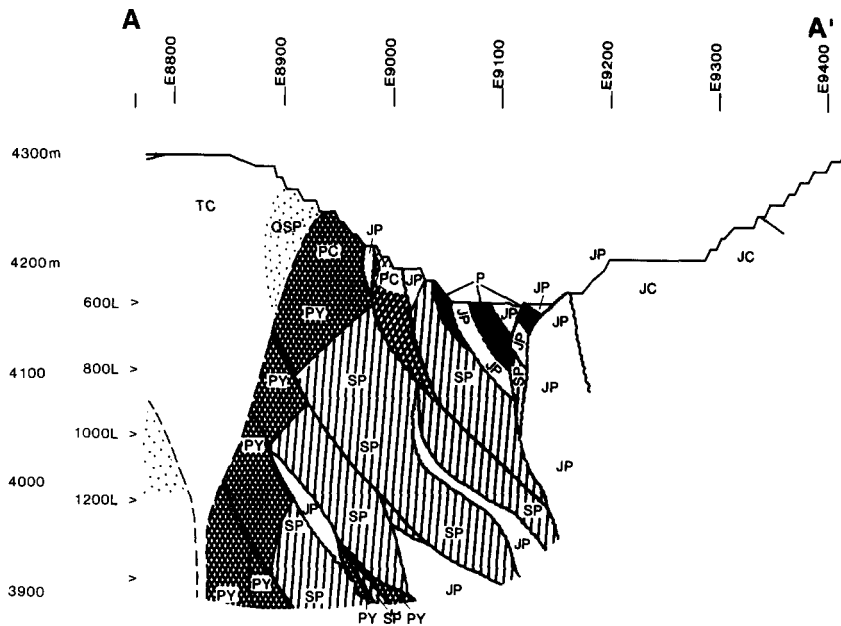 A A'
E8800 E8900 E9000 E9100 E9200 E9300 E9400
4300m
TC QSP JP
PC
4200m PC JP P JP JP JC JC
600L > PY JP JP JP
JP
800L > JP
4100 PY SP SP SP JP
1000L > PY SP JP
4000
1200L > JP SP SP SP
SP JP
3900 > PY PY SP JP
PY SP PY